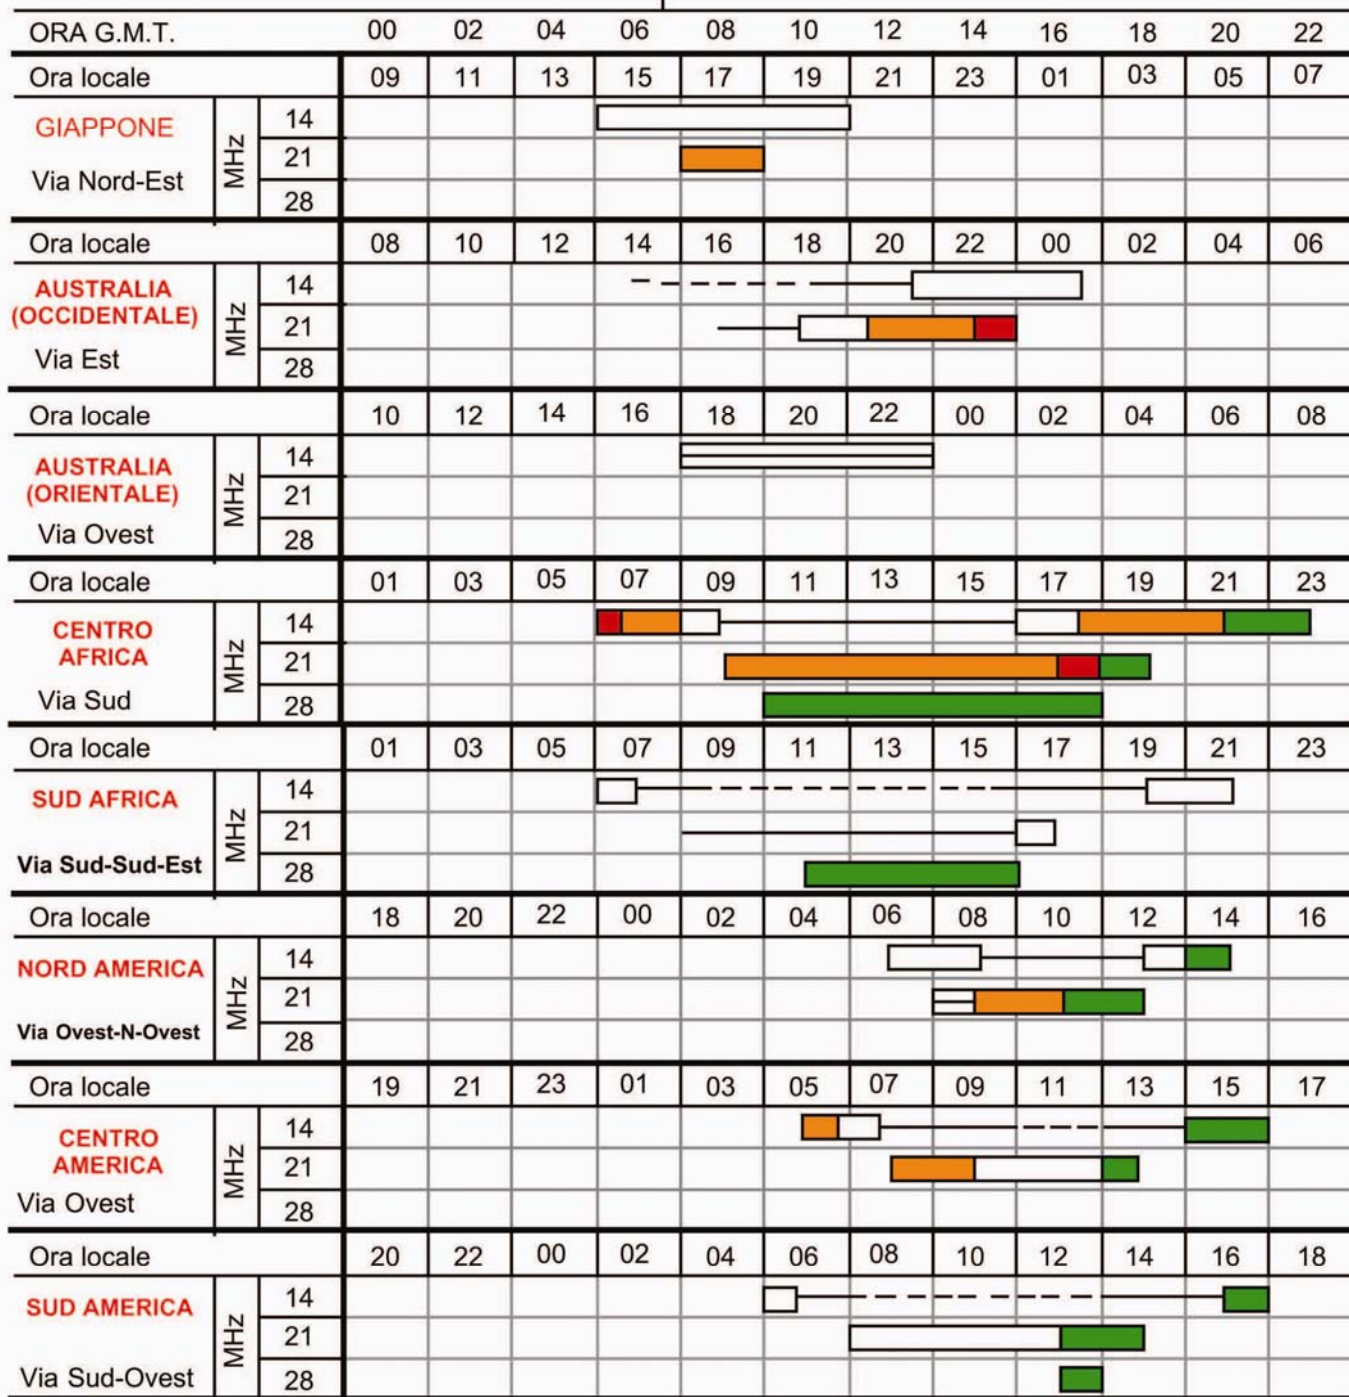 ORA G.M.T. 00 02 04 06 08 10 12 14 16 18 20 22
Ora locale 09 11 13 15 17 19 21 23 01 03 05 07
GIAPPONE
Via Nord-Est
MHz
14
21
28
Ora locale 08 10 12 14 16 18 20 22 00 02 04 06
AUSTRALIA
(OCCIDENTALE)
Via Est
MHz
14
21
28
Ora locale 10 12 14 16 18 20 22 00 02 04 06 08
AUSTRALIA
(ORIENTALE)
Via Ovest
MHz
14
21
28
Ora locale 01 03 05 07 09 11 13 15 17 19 21 23
CENTRO
AFRICA
Via Sud
MHz
14
21
28
Ora locale 01 03 05 07 09 11 13 15 17 19 21 23
SUD AFRICA
Via Sud-Sud-Est
MHz
14
21
28
Ora locale 18 20 22 00 02 04 06 08 10 12 14 16
NORD AMERICA
Via Ovest-N-Ovest
MHz
14
21
28
Ora locale 19 21 23 01 03 05 07 09 11 13 15 17
CENTRO
AMERICA
Via Ovest
MHz
14
21
28
Ora locale 20 22 00 02 04 06 08 10 12 14 16 18
SUD AMERICA
Via Sud-Ovest
MHz
14
21
28